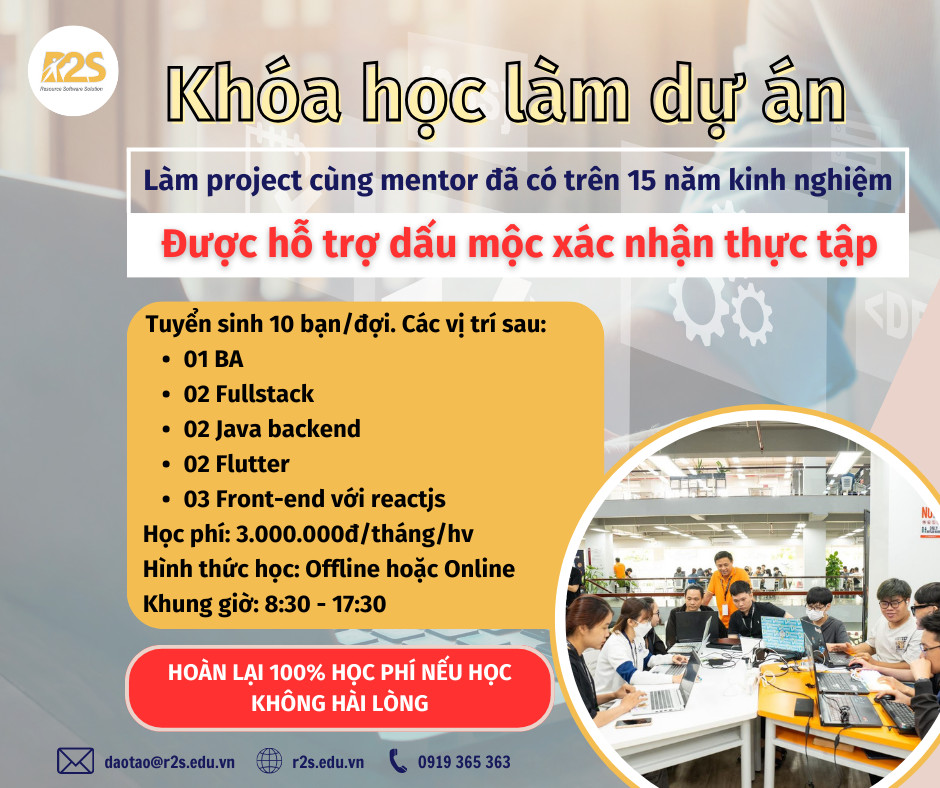 R2S
Resource Software Solution
Khóa học làm dự án
Làm project cùng mentor đã có trên 15 năm kinh nghiệm
Được hỗ trợ dấu mộc xác nhận thực tập
Tuyển sinh 10 bạn/đợi. Các vị trí sau:
• 01 BA
• 02 Fullstack
• 02 Java backend
• 02 Flutter
• 03 Front-end với reactjs
Học phí: 3.000.000đ/tháng/hv
Hình thức học: Offline hoặc Online
Khung giờ: 8:30 - 17:30
HOÀN LẠI 100% HỌC PHÍ NẾU HỌC
KHÔNG HÀI LÒNG
daotao@r2s.edu.vn
r2s.edu.vn
0919 365 363